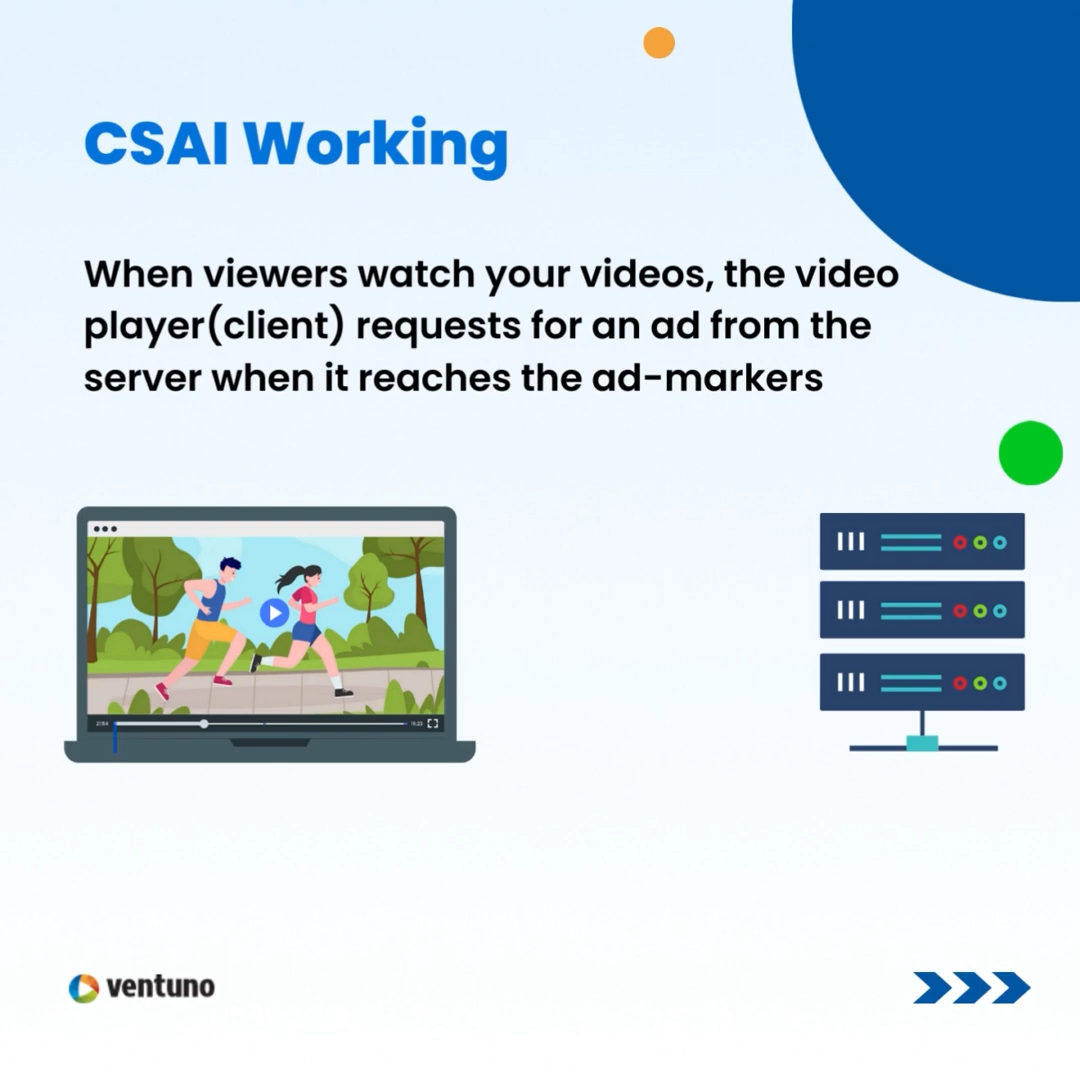 CSAI Working
When viewers watch your videos, the video
player(client) requests for an ad from the
server when it reaches the ad-markers
ventuno